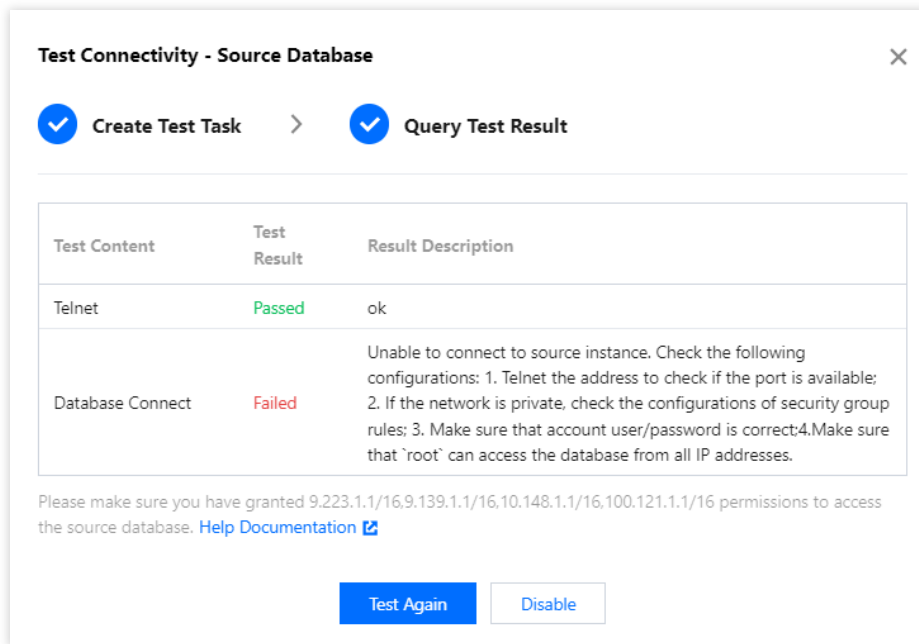 Test Connectivity - Source Database
Create Test Task
Query Test Result
Test Content
Test
Result
Result Description
Telnet
Passed
ok
Database Connect
Failed
Unable to connect to source instance. Check the following
configurations: 1. Telnet the address to check if the port is available;
2. If the network is private, check the configurations of security group
rules; 3. Make sure that account user/password is correct;4.Make sure
that `root` can access the database from all IP addresses.
Please make sure you have granted 9.223.1.1/16,9.139.1.1/16,10.148.1.1/16,100.121.1.1/16 permissions to access
the source database. Help Documentation
Test Again
Disable